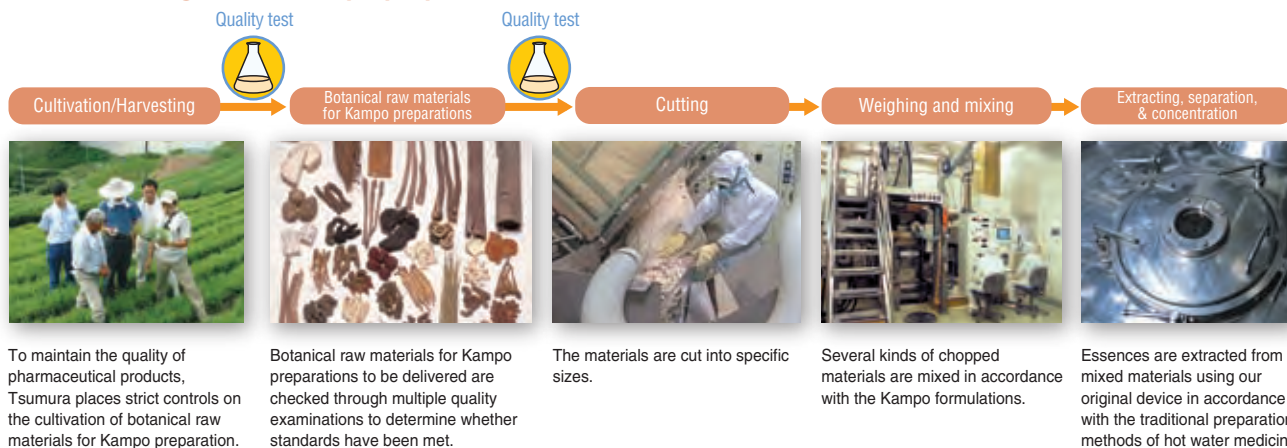 Quality test
Quality test
Cultivation/Harvesting
Botanical raw materials
for Kampo preparations
Cutting
Weighing and mixing
Extracting, separation,
& concentration
To maintain the quality of
pharmaceutical products,
Tsumura places strict controls on
the cultivation of botanical raw
materials for Kampo preparation.
Botanical raw materials for Kampo
preparations to be delivered are
checked through multiple quality
examinations to determine whether
standards have been met.
The materials are cut into specific
sizes.
Several kinds of chopped
materials are mixed in accordance
with the Kampo formulations.
Essences are extracted from
mixed materials using our
original device in accordance
with the traditional preparation
methods of hot water medicin